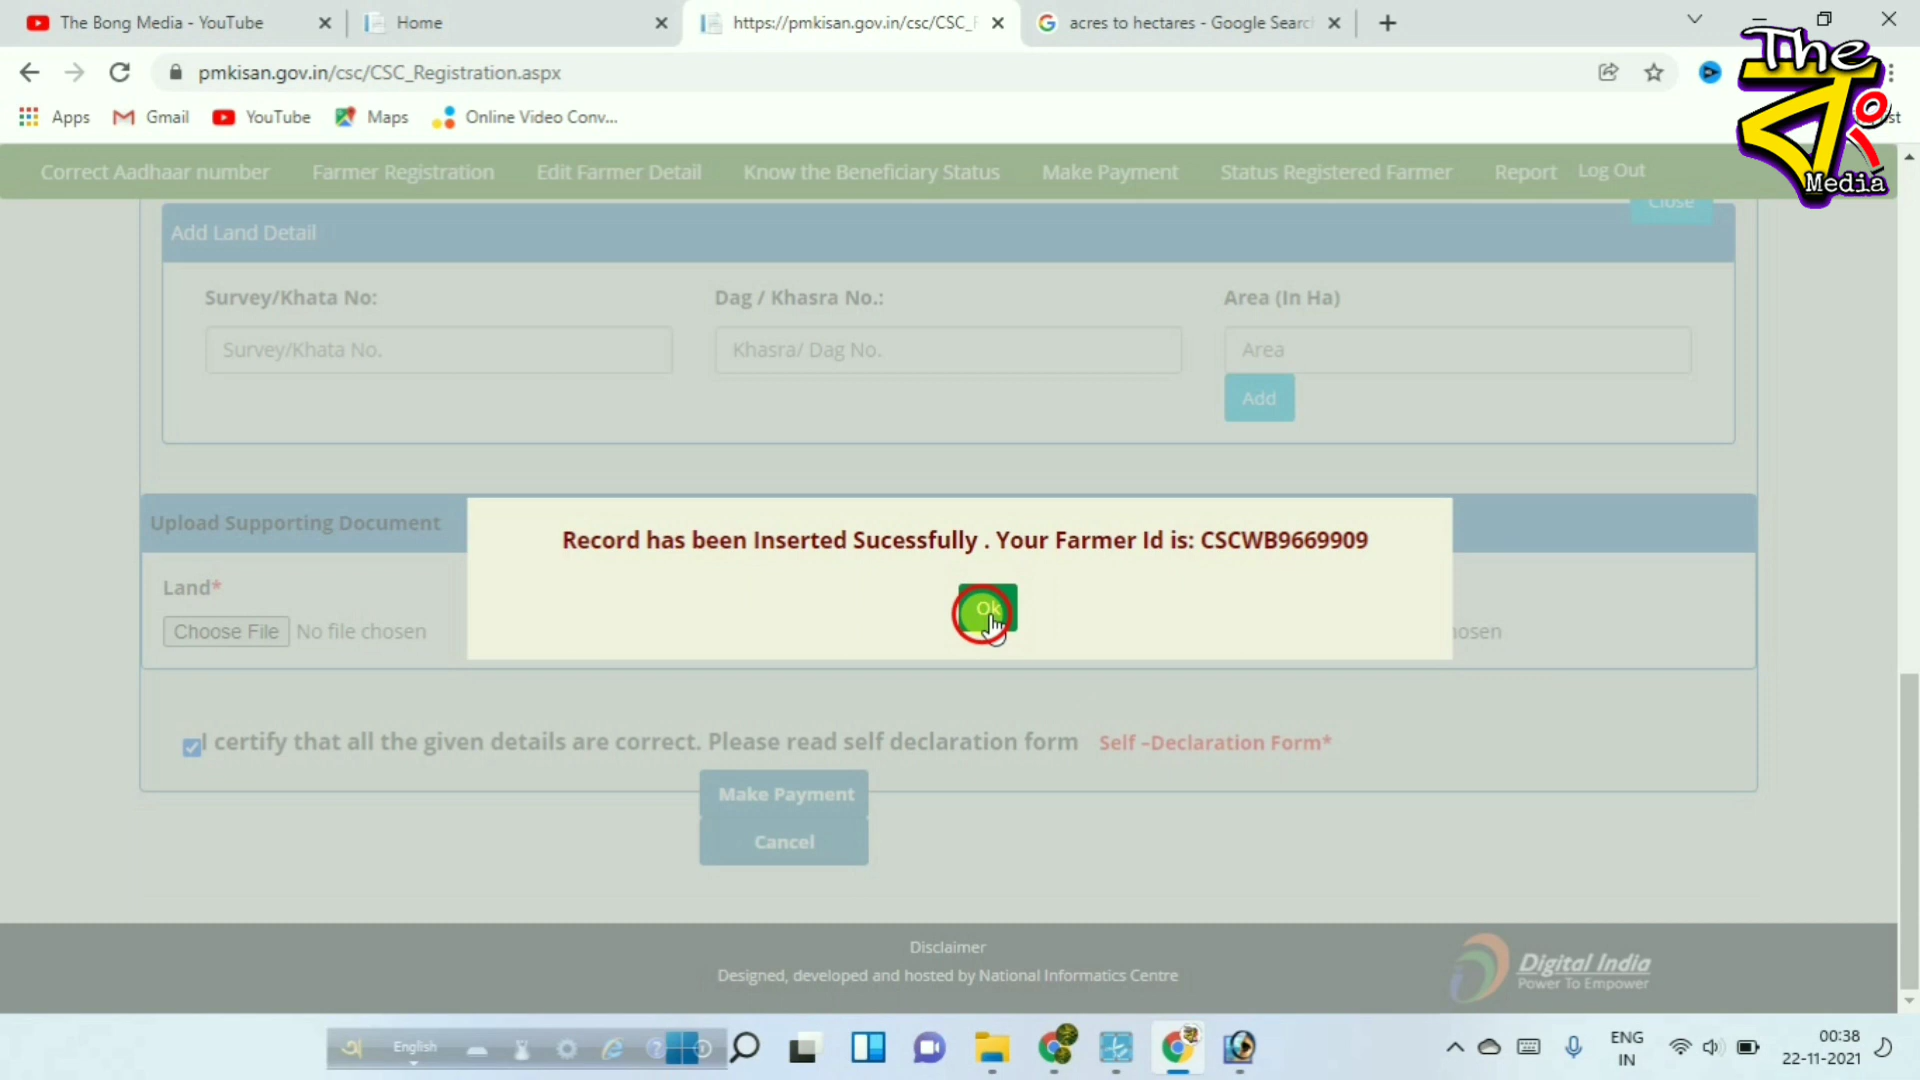 The Bong Media - YouTube
Home
https://pmkisan.gov.in/csc/CSC_
acres to hectares - Google Searc
pmkisan.gov.in/csc/CSC_Registration.aspx
Apps
Gmail
YouTube
Maps
Online Video Conv...
The
Media
Correct Aadhaar number
Farmer Registration
Edit Farmer Detail
Know the Beneficiary Status
Make Payment
Status Registered Farmer
Report
Log Out
Close
Add Land Detail
Survey/Khata No:
Dag / Khasra No.:
Area (In Ha)
Survey/Khata No.
Khasra/ Dag No.
Area
Add
Upload Supporting Document
Record has been Inserted Sucessfully . Your Farmer Id is: CSCWB9669909
Ok
Land*
Choose File No file chosen
osen
I certify that all the given details are correct. Please read self declaration form Self –Declaration Form*
Make Payment
Cancel
Disclaimer
Designed, developed and hosted by National Informatics Centre
Digital India
Power To Empower
English
ENG
IN
00:38
22-11-2021